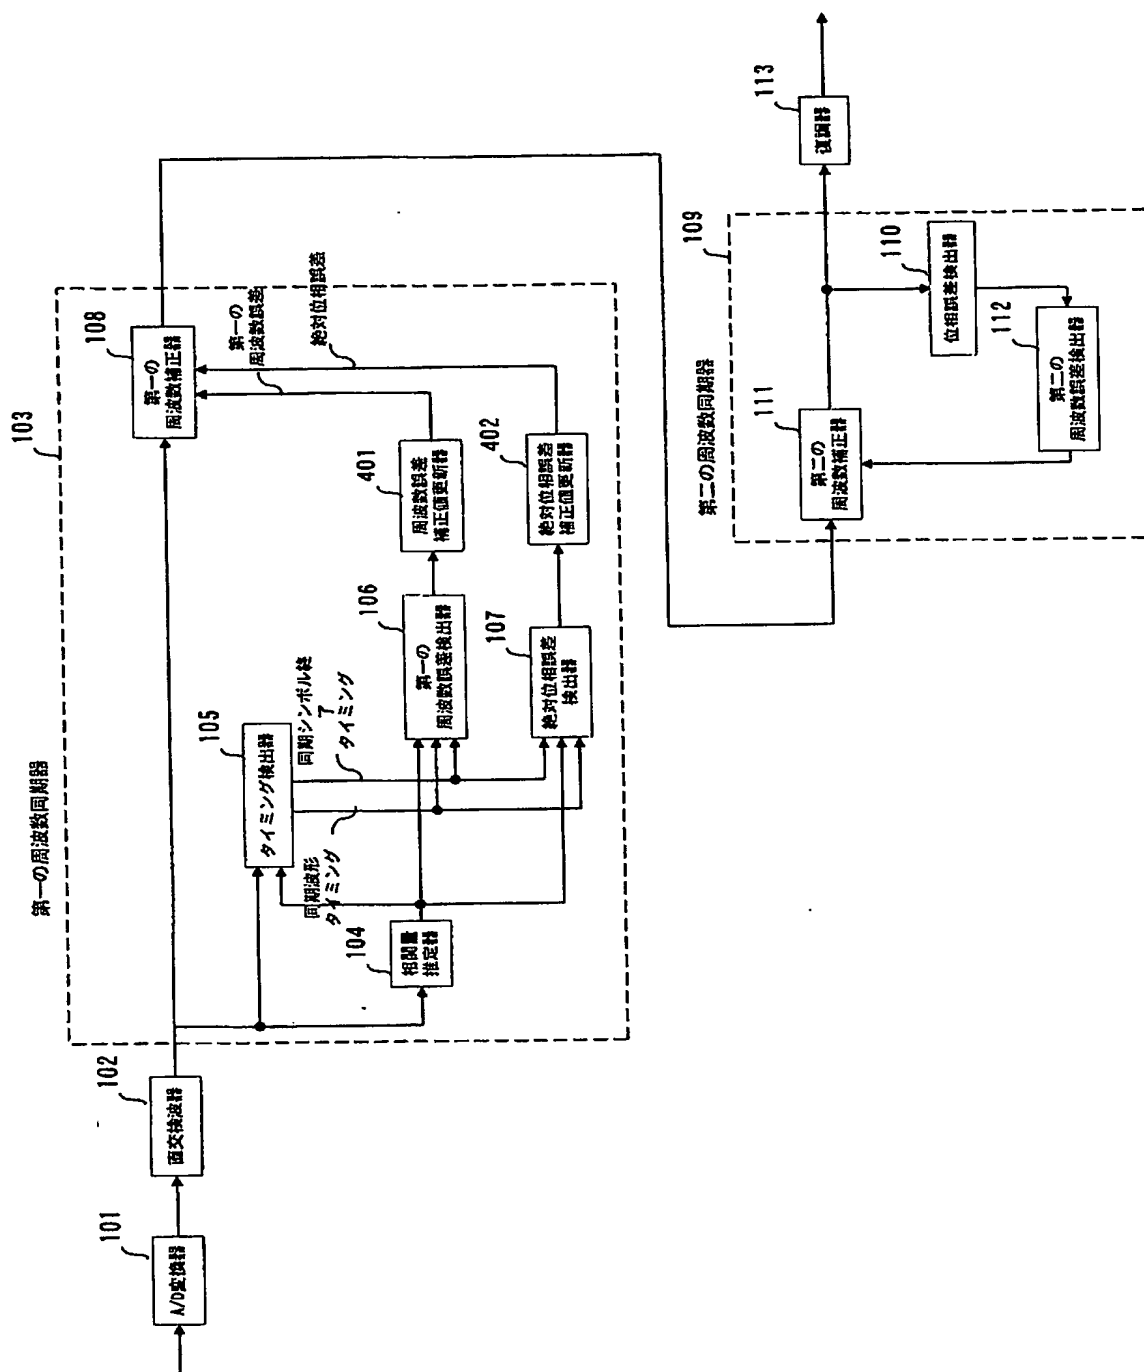 101
A/D変換器
102
直交検波器
第一の周波数同期器
103
104
相関量
推定器
105
タイミング検出器
同期波形
タイミング
同期シンボル終
了
タイミング
106
第一の
周波数誤差検出器
107
絶対位相誤差
検出器
401
周波数誤差
補正値更新器
402
絶対位相誤差
補正値更新器
108
第一の
周波数補正器
第一の
周波数誤差
絶対位相誤差
第二の周波数同期器
109
111
第二の
周波数補正器
110
位相誤差検出器
112
第二の
周波数誤差検出器
113
復調器